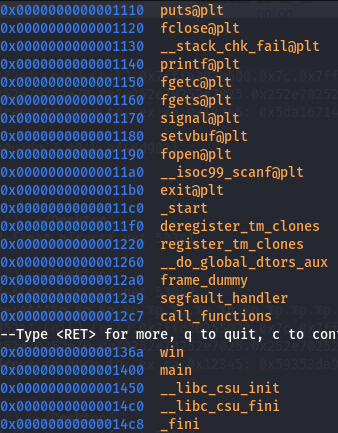 0x0000000000001110  puts@plt
0x0000000000001120  fclose@plt
0x0000000000001130  __stack_chk_fail@plt
0x0000000000001140  printf@plt
0x0000000000001150  fgetc@plt
0x0000000000001160  fgets@plt
0x0000000000001170  signal@plt
0x0000000000001180  setvbuf@plt
0x0000000000001190  fopen@plt
0x00000000000011a0  __isoc99_scanf@plt
0x00000000000011b0  exit@plt
0x00000000000011c0  _start
0x00000000000011f0  deregister_tm_clones
0x0000000000001220  register_tm_clones
0x0000000000001260  __do_global_dtors_aux
0x00000000000012a0  frame_dummy
0x00000000000012a9  segfault_handler
0x00000000000012c7  call_functions
--Type <RET> for more, q to quit, c to con
0x000000000000136a  win
0x0000000000001400  main
0x0000000000001450  __libc_csu_init
0x00000000000014c0  __libc_csu_fini
0x00000000000014c8  _fini